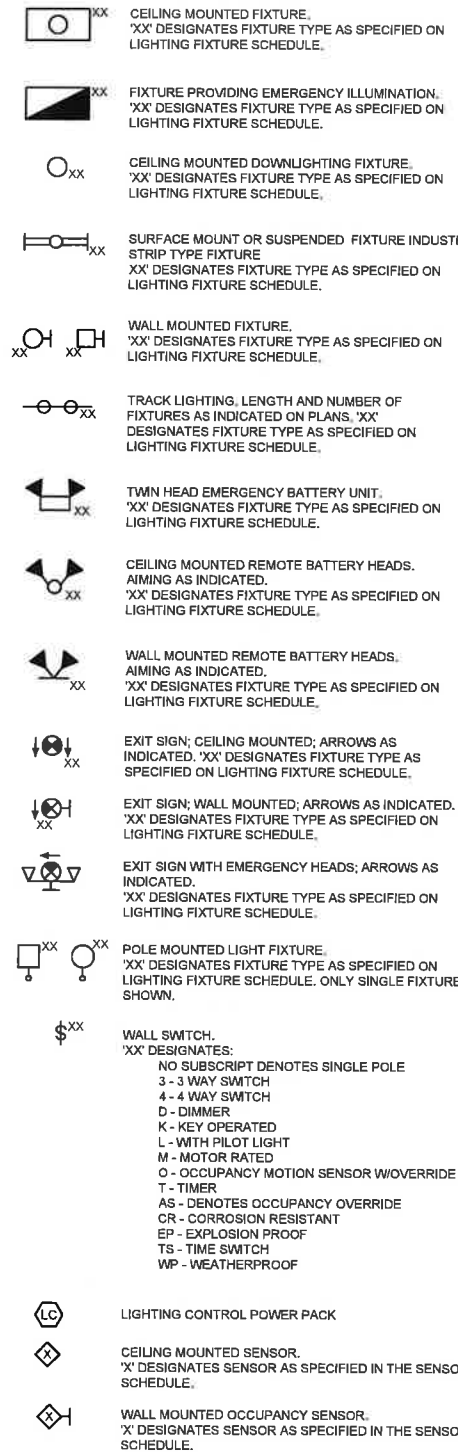 XX CEILING MOUNTED FIXTURE.
'XX' DESIGNATES FIXTURE TYPE AS SPECIFIED ON
LIGHTING FIXTURE SCHEDULE.
XX FIXTURE PROVIDING EMERGENCY ILLUMINATION.
'XX' DESIGNATES FIXTURE TYPE AS SPECIFIED ON
LIGHTING FIXTURE SCHEDULE.
XX CEILING MOUNTED DOWNLIGHTING FIXTURE.
'XX' DESIGNATES FIXTURE TYPE AS SPECIFIED ON
LIGHTING FIXTURE SCHEDULE.
XX SURFACE MOUNT OR SUSPENDED FIXTURE
STRIP TYPE FIXTURE
XX' DESIGNATES FIXTURE TYPE AS SPECIFIED ON
LIGHTING FIXTURE SCHEDULE.
XX XX WALL MOUNTED FIXTURE.
'XX' DESIGNATES FIXTURE TYPE AS SPECIFIED ON
LIGHTING FIXTURE SCHEDULE.
XX TRACK LIGHTING, LENGTH AND NUMBER OF
FIXTURES AS INDICATED ON PLANS, 'XX'
DESIGNATES FIXTURE TYPE AS SPECIFIED ON
LIGHTING FIXTURE SCHEDULE.
XX TWIN HEAD EMERGENCY BATTERY UNIT.
'XX' DESIGNATES FIXTURE TYPE AS SPECIFIED ON
LIGHTING FIXTURE SCHEDULE.
XX CEILING MOUNTED REMOTE BATTERY HEADS.
AIMING AS INDICATED.
'XX' DESIGNATES FIXTURE TYPE AS SPECIFIED ON
LIGHTING FIXTURE SCHEDULE.
XX WALL MOUNTED REMOTE BATTERY HEADS.
AIMING AS INDICATED.
'XX' DESIGNATES FIXTURE TYPE AS SPECIFIED ON
LIGHTING FIXTURE SCHEDULE.
XX EXIT SIGN; CEILING MOUNTED; ARROWS AS
INDICATED. 'XX' DESIGNATES FIXTURE TYPE AS
SPECIFIED ON LIGHTING FIXTURE SCHEDULE.
XX EXIT SIGN; WALL MOUNTED; ARROWS AS INDICATED.
'XX' DESIGNATES FIXTURE TYPE AS SPECIFIED ON
LIGHTING FIXTURE SCHEDULE.
EXIT SIGN WITH EMERGENCY HEADS; ARROWS AS
INDICATED.
'XX' DESIGNATES FIXTURE TYPE AS SPECIFIED ON
LIGHTING FIXTURE SCHEDULE.
XX XX POLE MOUNTED LIGHT FIXTURE.
'XX' DESIGNATES FIXTURE TYPE AS SPECIFIED ON
LIGHTING FIXTURE SCHEDULE. ONLY SINGLE FIXTURE
SHOWN.
$XX WALL SWITCH.
'XX' DESIGNATES:
NO SUBSCRIPT DENOTES SINGLE POLE
3 - 3 WAY SWITCH
4 - 4 WAY SWITCH
D - DIMMER
K - KEY OPERATED
L - WITH PILOT LIGHT
M - MOTOR RATED
O - OCCUPANCY MOTION SENSOR W/OVERRIDE
T - TIMER
AS - DENOTES OCCUPANCY OVERRIDE
CR - CORROSION RESISTANT
EP - EXPLOSION PROOF
TS - TIME SWITCH
WP - WEATHERPROOF
LC LIGHTING CONTROL POWER PACK
X CEILING MOUNTED SENSOR.
'X' DESIGNATES SENSOR AS SPECIFIED IN THE
SCHEDULE.
X WALL MOUNTED OCCUPANCY SENSOR.
'X' DESIGNATES SENSOR AS SPECIFIED IN THE
SCHEDULE.